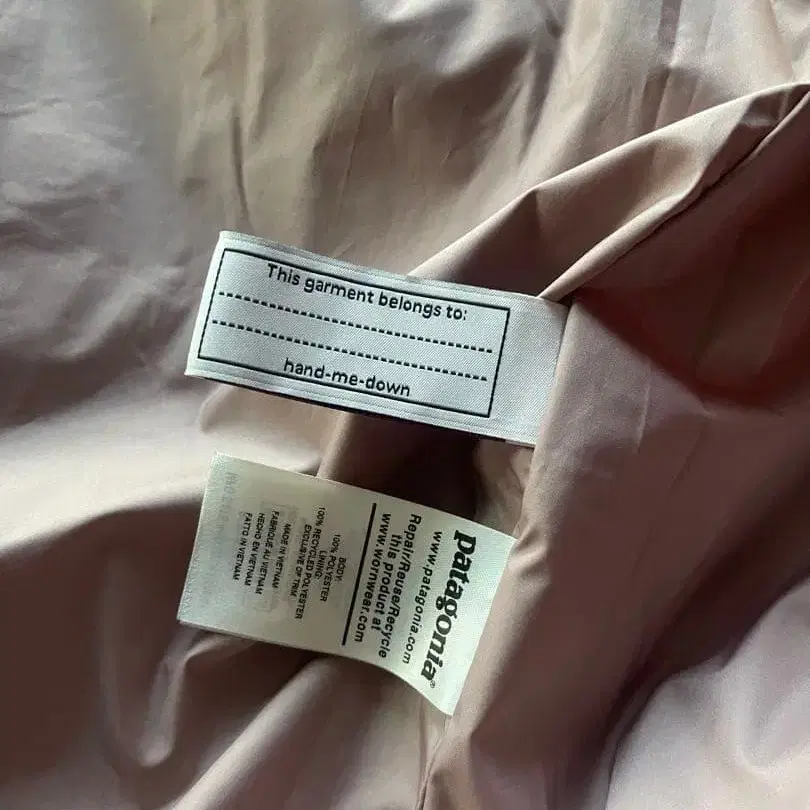 This garment belongs to:
hand-me-down
patagonia®
www.patagonia.com
Repair/Reuse/Recycle
this product at
www.wornwear.com
BODY:
100% POLYESTER
LINING:
100% RECYCLED POLYESTER
EXCLUSIVE OF TRIM
MADE IN VIETNAM
FABRIQUE AU VIETNAM
HECHO EN VIETNAM
FATTO IN VIETNAM